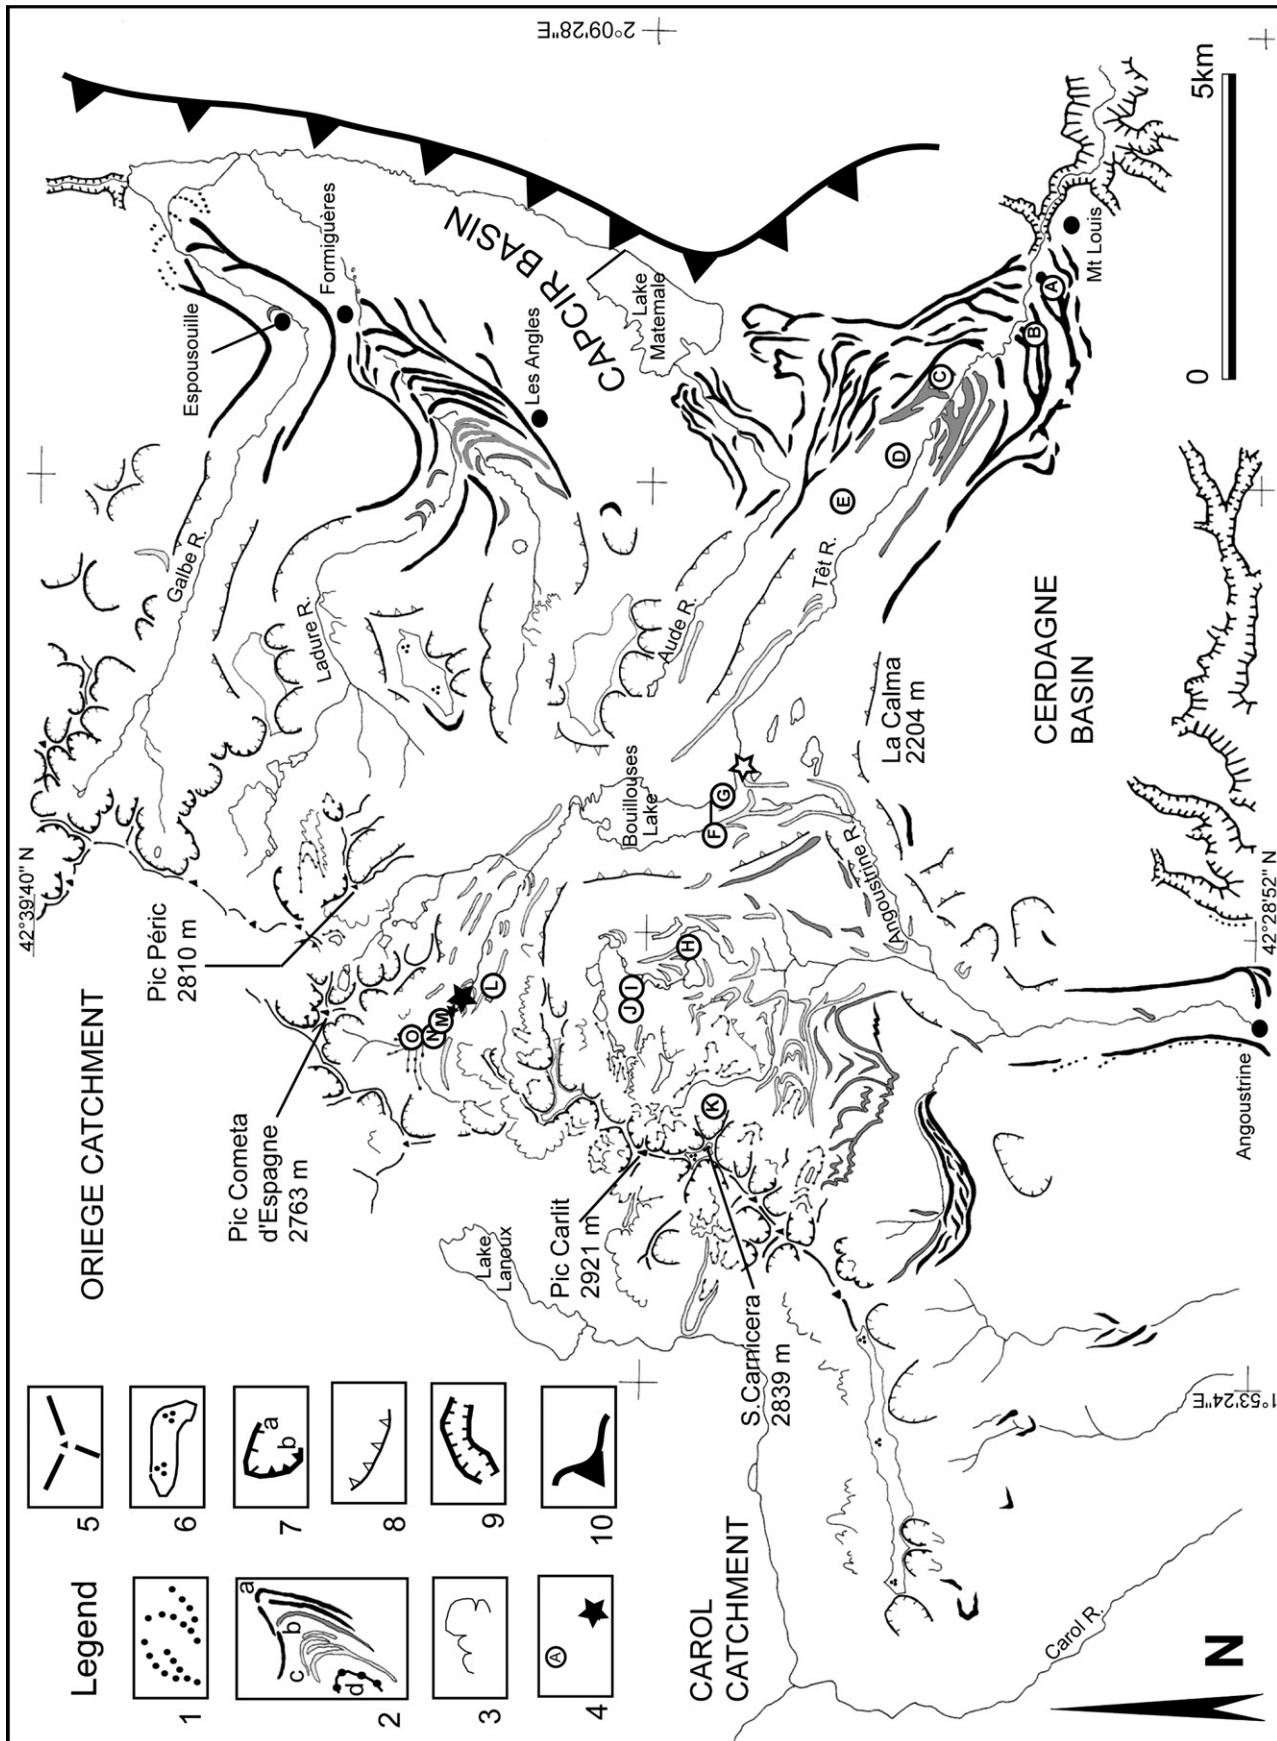 42°39'40" N
2°09'28"E
ORIEGE CATCHMENT
Pic Péric
2810 m
Pic Cometa
d'Espagne
2763 m
Galbe R.
Espousouille
Formiguères
Ladure R.
Les Angles
CAPCIR BASIN
Lake
Matemale
Aude R.
Lake
Lanoux
Bouillouses
Lake
Pic Carlit
2921 m
S.Carnicera
2839 m
Têt R.
La Calma
2204 m
Angoustrine R.
Mt Louis
CERDAGNE
BASIN
CAROL
CATCHMENT
Carol R.
Angoustrine
1°53'24"E
42°28'52" N
A
B
C
D
E
F
G
H
I
J
K
L
M
N
O
0
5km
N
Legend
1
2
a
b
c
d
3
4
A
5
6
7
a
b
8
9
10